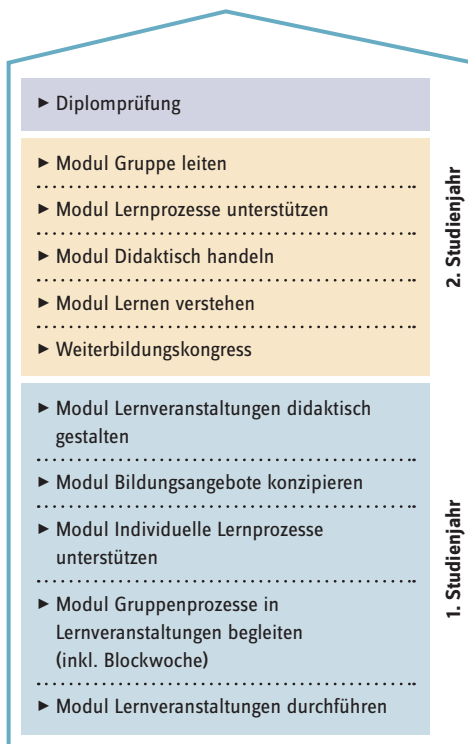 ► Diplomprüfung
► Modul Gruppe leiten
► Modul Lernprozesse unterstützen
► Modul Didaktisch handeln
► Modul Lernen verstehen
► Weiterbildungskongress
2. Studienjahr
► Modul Lernveranstaltungen didaktisch
gestalten
► Modul Bildungsangebote konzipieren
► Modul Individuelle Lernprozesse
unterstützen
► Modul Gruppenprozesse in
Lernveranstaltungen begleiten
(inkl. Blockwoche)
► Modul Lernveranstaltungen durchführen
1. Studienjahr